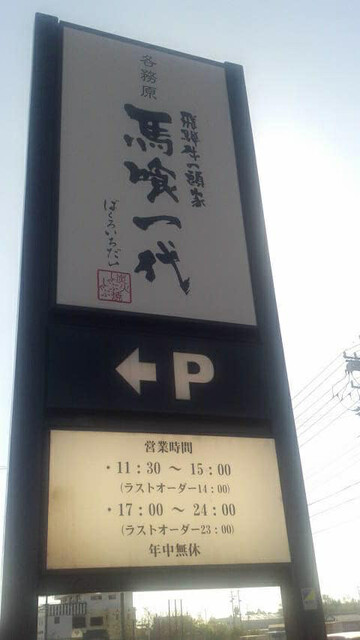 飛騨牛一頭家
馬喰一代
各務原
ばくろいちだい
← P
営業時間
・11:30 ～ 15:00
(ラストオーダー14:00)
・17:00 ～ 24:00
(ラストオーダー23:00)
年中無休